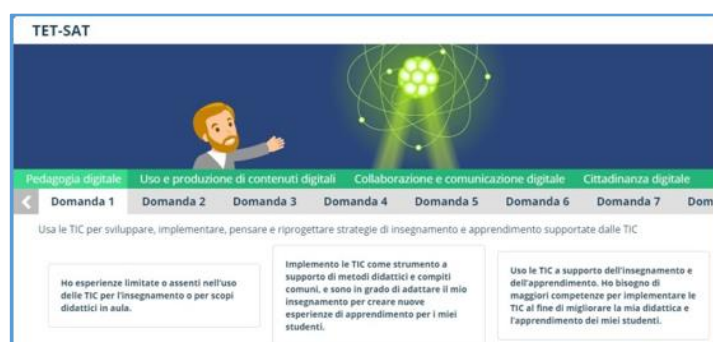 TET-SAT
Pedagogia digitale Uso e produzione di contenuti digitali Collaborazione e comunicazione digitale Cittadinanza digitale
Domanda 1 Domanda 2 Domanda 3 Domanda 4 Domanda 5 Domanda 6 Domanda 7 Dom
Usa le TIC per sviluppare, implementare, pensare e riprogettare strategie di insegnamento e apprendimento supportate dalle TIC
Ho esperienze limitate o assenti nell'uso
delle TIC per l'insegnamento o per scopi
didattici in aula.
Implemento le TIC come strumento a
supporto di metodi didattici e compiti
comuni, e sono in grado di adattare il mio
insegnamento per creare nuove
esperienze di apprendimento per i miei
studenti.
Uso le TIC a supporto dell'insegnamento e
dell'apprendimento. Ho bisogno di
maggiori competenze per implementare le
TIC al fine di migliorare la mia didattica e
l'apprendimento dei miei studenti.